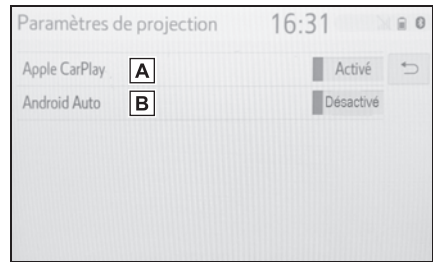 Paramètres de projection 16:31
Apple CarPlay A Activé
Android Auto B Désactivé